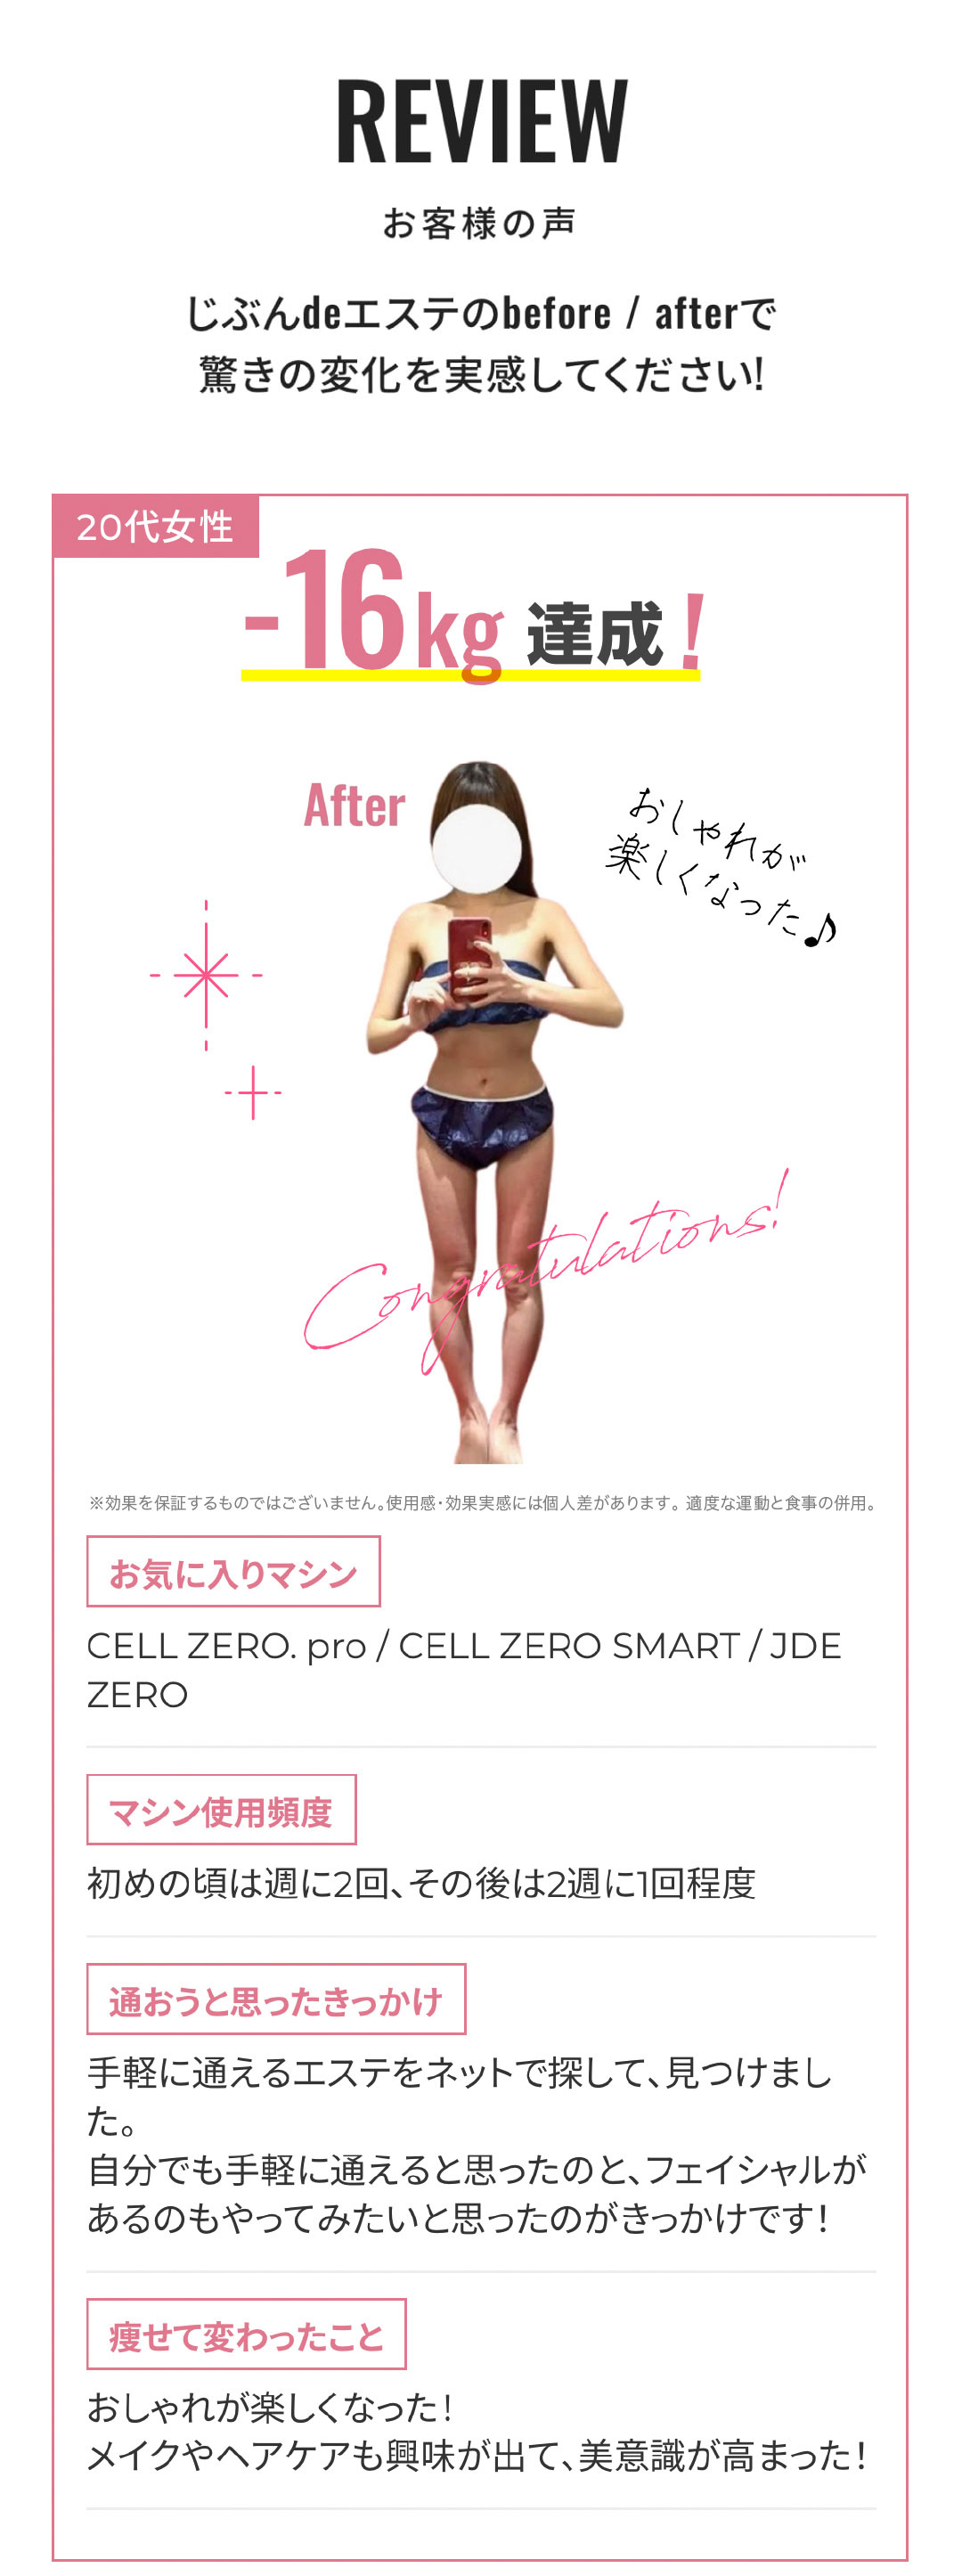 REVIEW
お客様の声
じぶんdeエステのbefore / afterで
驚きの変化を実感してください!
20代女性
-16kg 達成!
After
おしゃれが
楽しくなった♪
Congratulations!
※効果を保証するものではございません。使用感・効果実感には個人差があります。適度な運動と食事の併用。
お気に入りマシン
CELL ZERO. pro / CELL ZERO SMART / JDE
ZERO
マシン使用頻度
初めの頃は週に2回、その後は2週に1回程度
通おうと思ったきっかけ
手軽に通えるエステをネットで探して、見つけまし
た。
自分でも手軽に通えると思ったのと、フェイシャルが
あるのもやってみたいと思ったのがきっかけです!
痩せて変わったこと
おしゃれが楽しくなった!
メイクやヘアケアも興味が出て、美意識が高まった!